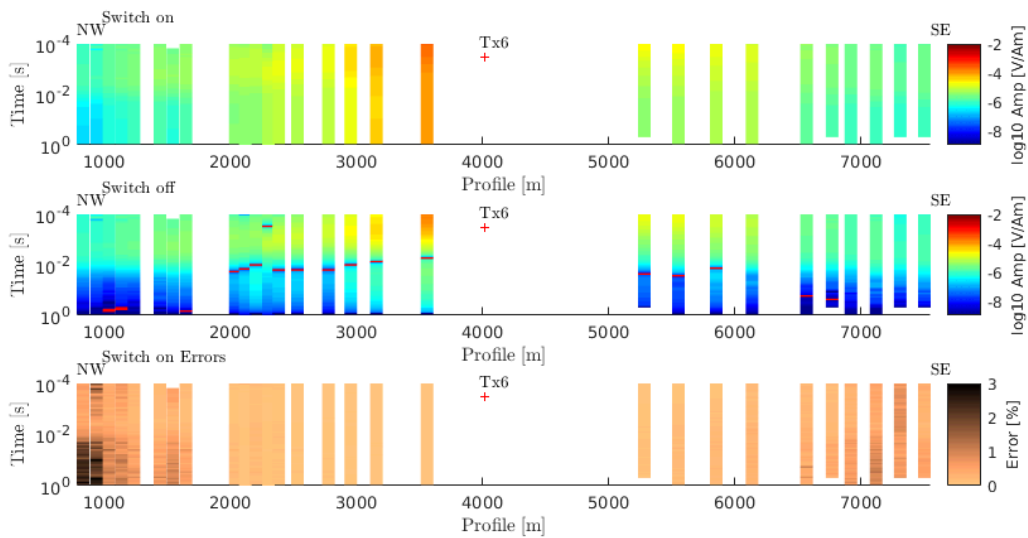 Switch on
NW
Tx6
SE
Time [s]
10^-4
10^-2
10^0
1000 2000 3000 4000 5000 6000 7000
Profile [m]
-2
-4
-6
-8
log10 Amp [V/Am]
Switch off
NW
Tx6
SE
Time [s]
10^-4
10^-2
10^0
1000 2000 3000 4000 5000 6000 7000
Profile [m]
-2
-4
-6
-8
log10 Amp [V/Am]
Switch on Errors
NW
Tx6
SE
Time [s]
10^-4
10^-2
10^0
1000 2000 3000 4000 5000 6000 7000
Profile [m]
3
2
1
0
Error [%]